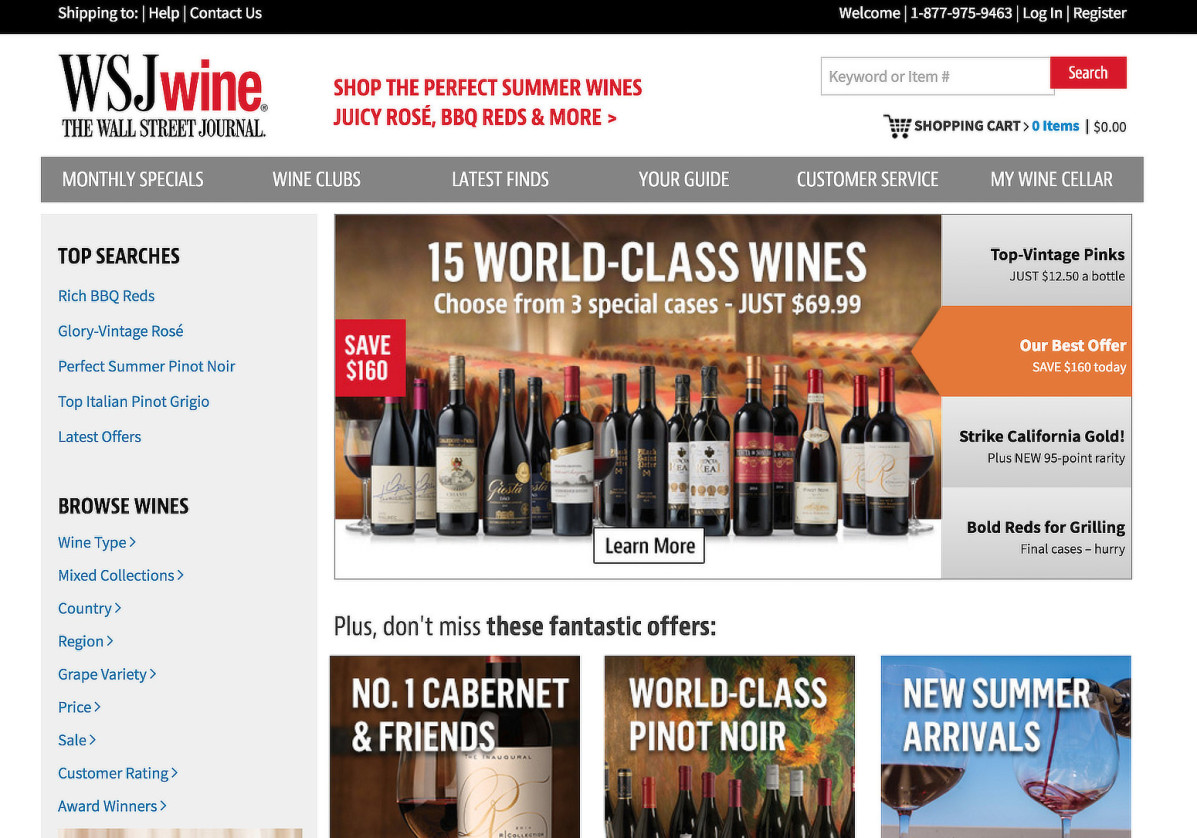 Shipping to: | Help | Contact Us
Welcome | 1-877-975-9463 | Log In | Register
WSJwine®
THE WALL STREET JOURNAL.
SHOP THE PERFECT SUMMER WINES
JUICY ROSÉ, BBQ REDS & MORE >
Keyword or Item #
Search
SHOPPING CART > 0 Items | $0.00
MONTHLY SPECIALS
WINE CLUBS
LATEST FINDS
YOUR GUIDE
CUSTOMER SERVICE
MY WINE CELLAR
TOP SEARCHES
Rich BBQ Reds
Glory-Vintage Rosé
Perfect Summer Pinot Noir
Top Italian Pinot Grigio
Latest Offers
BROWSE WINES
Wine Type >
Mixed Collections >
Country >
Region >
Grape Variety >
Price >
Sale >
Customer Rating >
Award Winners >
15 WORLD-CLASS WINES
Choose from 3 special cases - JUST $69.99
SAVE
$160
CHIANTI
Giostà
REAL
R
Learn More
Top-Vintage Pinks
JUST $12.50 a bottle
Our Best Offer
SAVE $160 today
Strike California Gold!
Plus NEW 95-point rarity
Bold Reds for Grilling
Final cases – hurry
Plus, don't miss these fantastic offers:
NO. 1 CABERNET
& FRIENDS
THE INAUGURAL
R
R|COLLECTION
WORLD-CLASS
PINOT NOIR
NEW SUMMER
ARRIVALS